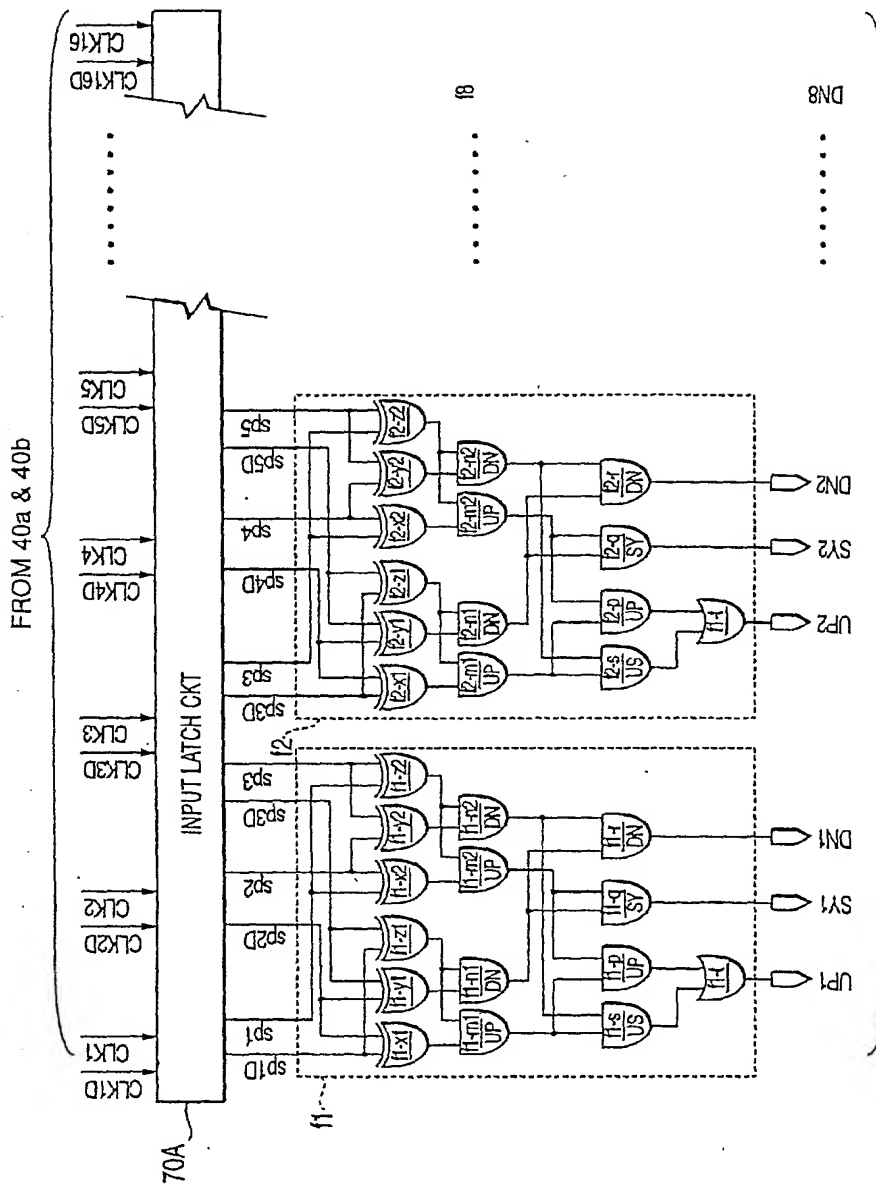 FROM 40a & 40b
CLK1D
CLK1
CLK2D
CLK2
CLK3D
CLK3
CLK4D
CLK4
CLK5D
CLK5
CLK16D
CLK16
70A
INPUT LATCH CKT
sp1D
sp1
sp2D
sp2
sp3D
sp3
sp3D
sp3
sp4D
sp4
sp5D
sp5
f1
f2
f8
f1-x1
f1-y1
f1-z1
f1-x2
f1-y2
f1-z2
f2-x1
f2-y1
f2-z1
f2-x2
f2-y2
f2-z2
f1-m1
UP
f1-n1
DN
f1-m2
UP
f1-n2
DN
f2-m1
UP
f2-n1
DN
f2-m2
UP
f2-n2
DN
f1-s
US
f1-p
UP
f1-q
SY
f1-r
DN
f2-s
US
f2-p
UP
f2-q
SY
f2-r
DN
f1-t
f1-t
UP1
SY1
DN1
UP2
SY2
DN2
DN8